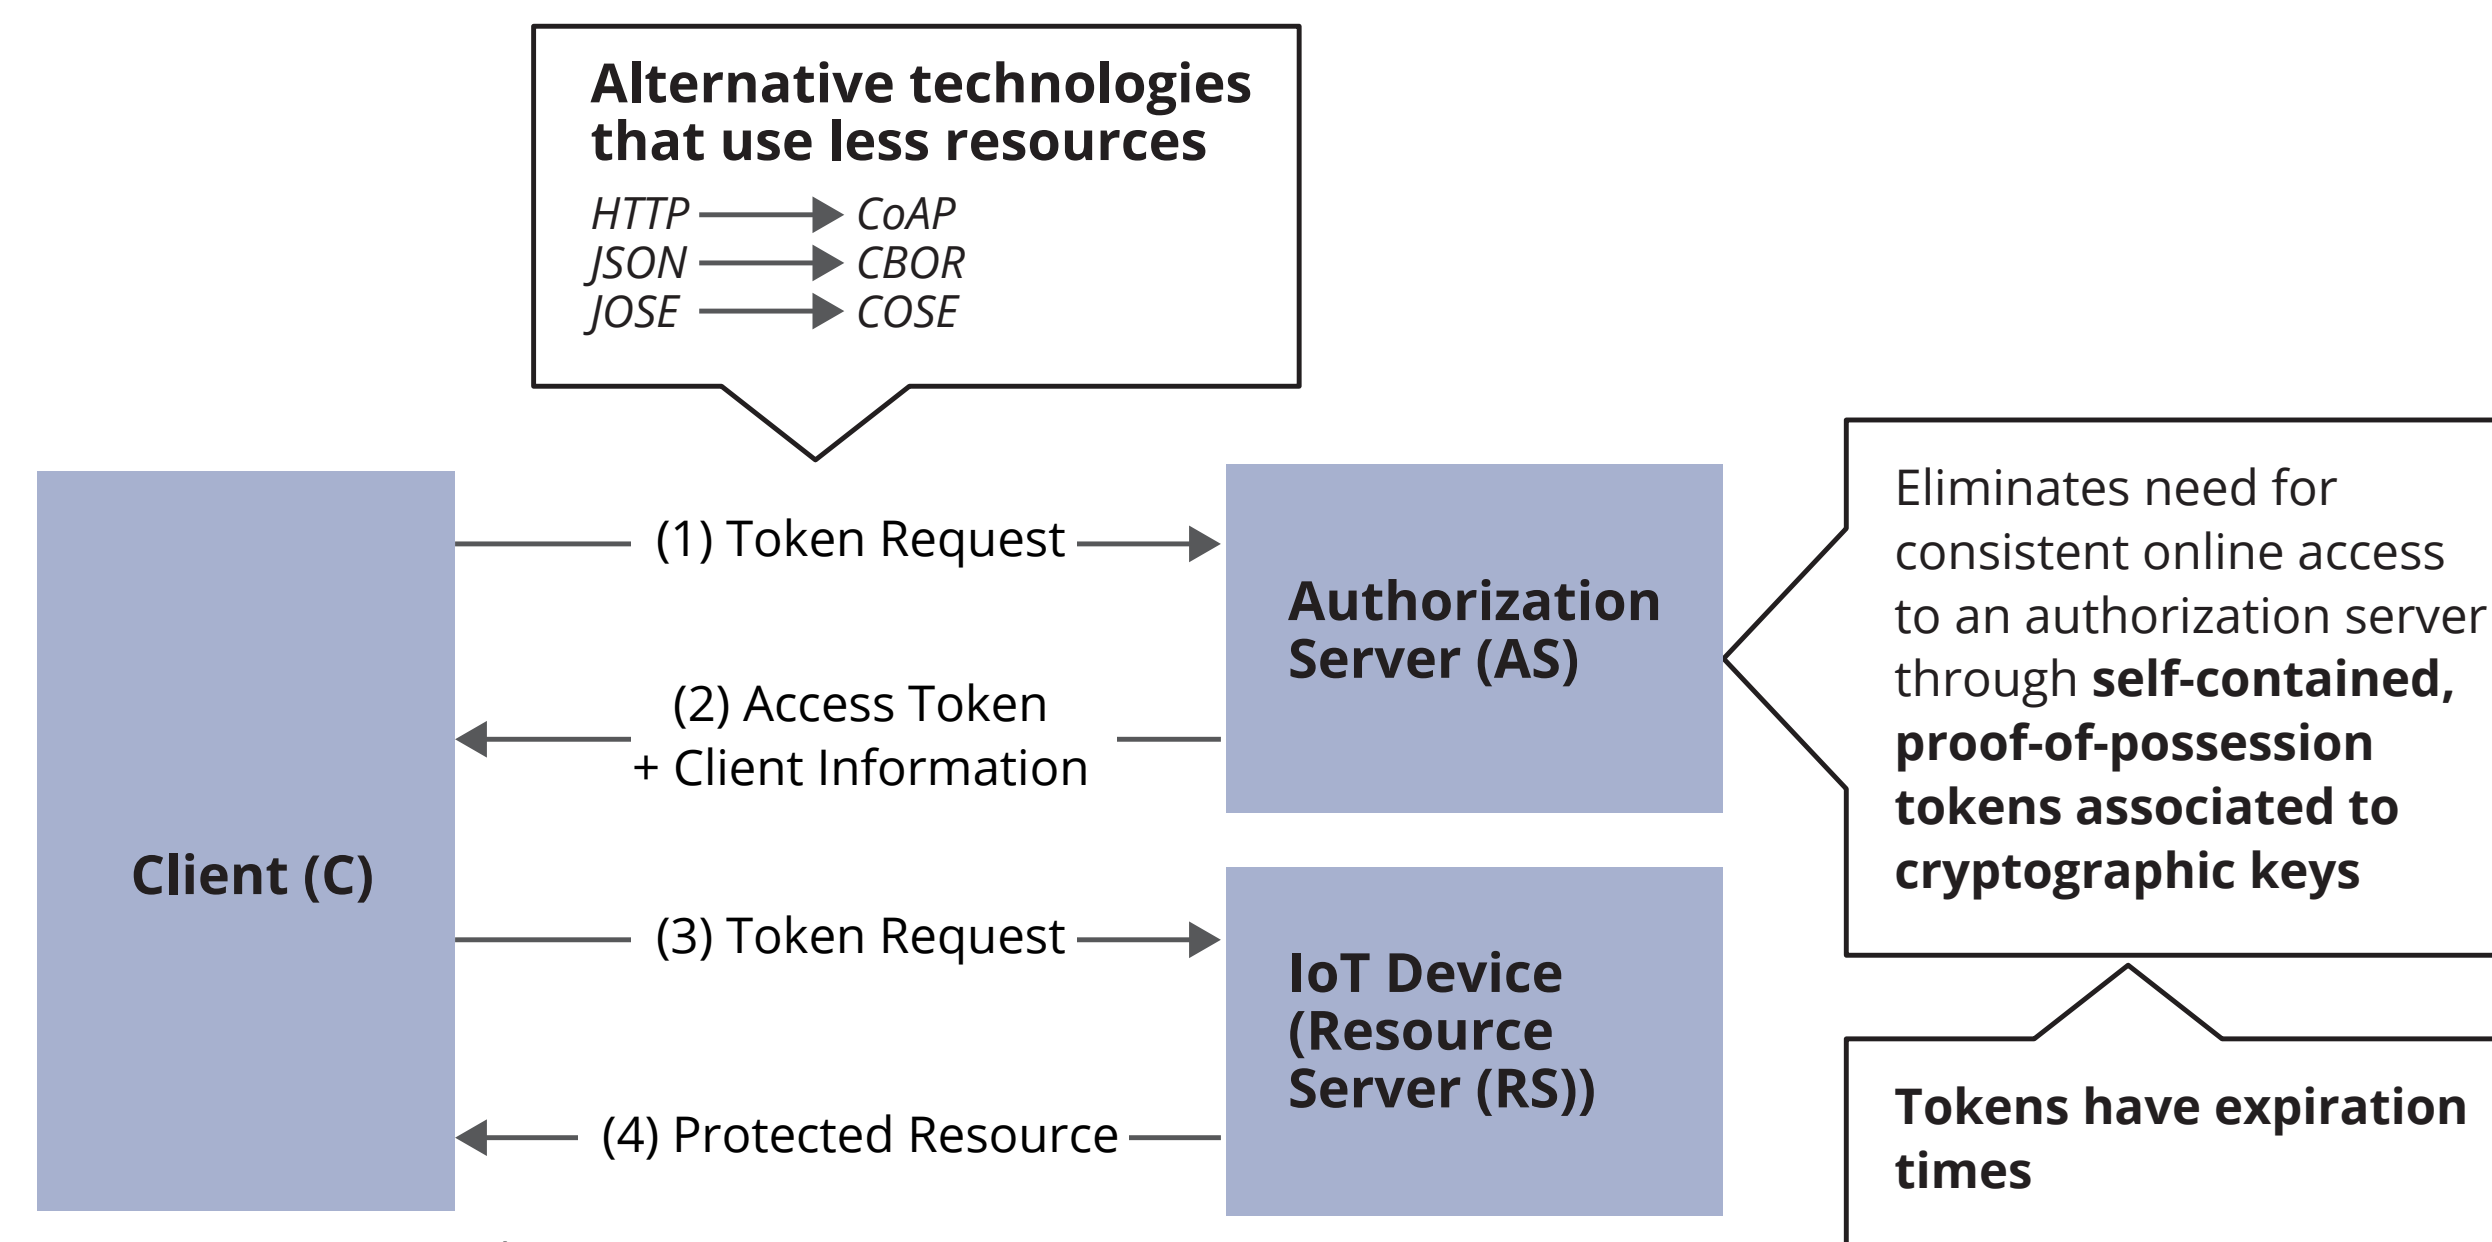 Alternative technologies
that use less resources
HTTP CoAP
JSON CBOR
JOSE COSE
(1) Token Request
Authorization
Server (AS)
(2) Access Token
+ Client Information
Client (C)
(3) Token Request
IoT Device
(Resource
Server (RS))
(4) Protected Resource
Eliminates need for
consistent online access
to an authorization server
through self-contained,
proof-of-possession
tokens associated to
cryptographic keys
Tokens have expiration
times